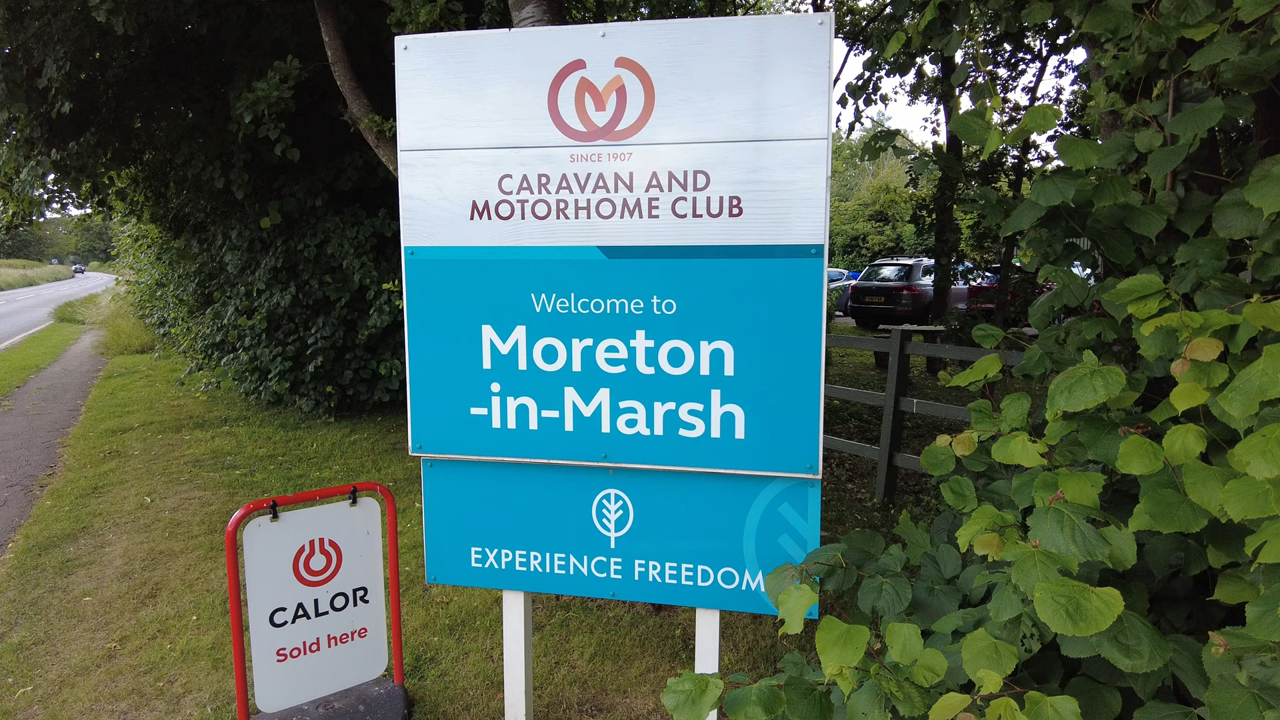 SINCE 1907
CARAVAN AND
MOTORHOME CLUB
Welcome to
Moreton
-in-Marsh
EXPERIENCE FREEDOM
CALOR
Sold here